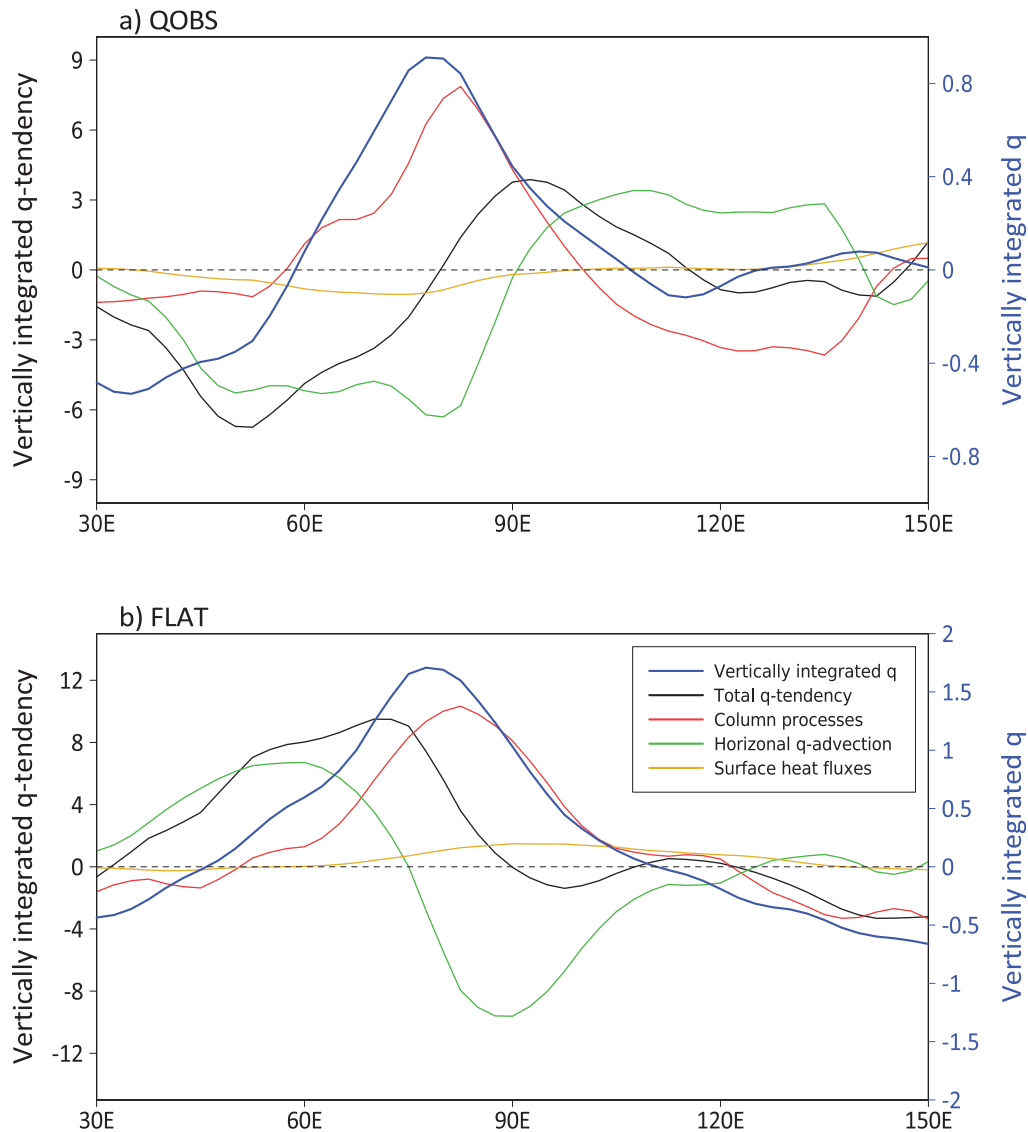 a) QOBS
Vertically integrated q-tendency
9
6
3
0
-3
-6
-9
0.8
0.4
0
-0.4
-0.8
Vertically integrated q
30E 60E 90E 120E 150E
b) FLAT
Vertically integrated q-tendency
12
8
4
0
-4
-8
-12
2
1.5
1
0.5
0
-0.5
-1
-1.5
-2
Vertically integrated q
Vertically integrated q
Total q-tendency
Column processes
Horizonal q-advection
Surface heat fluxes
30E 60E 90E 120E 150E